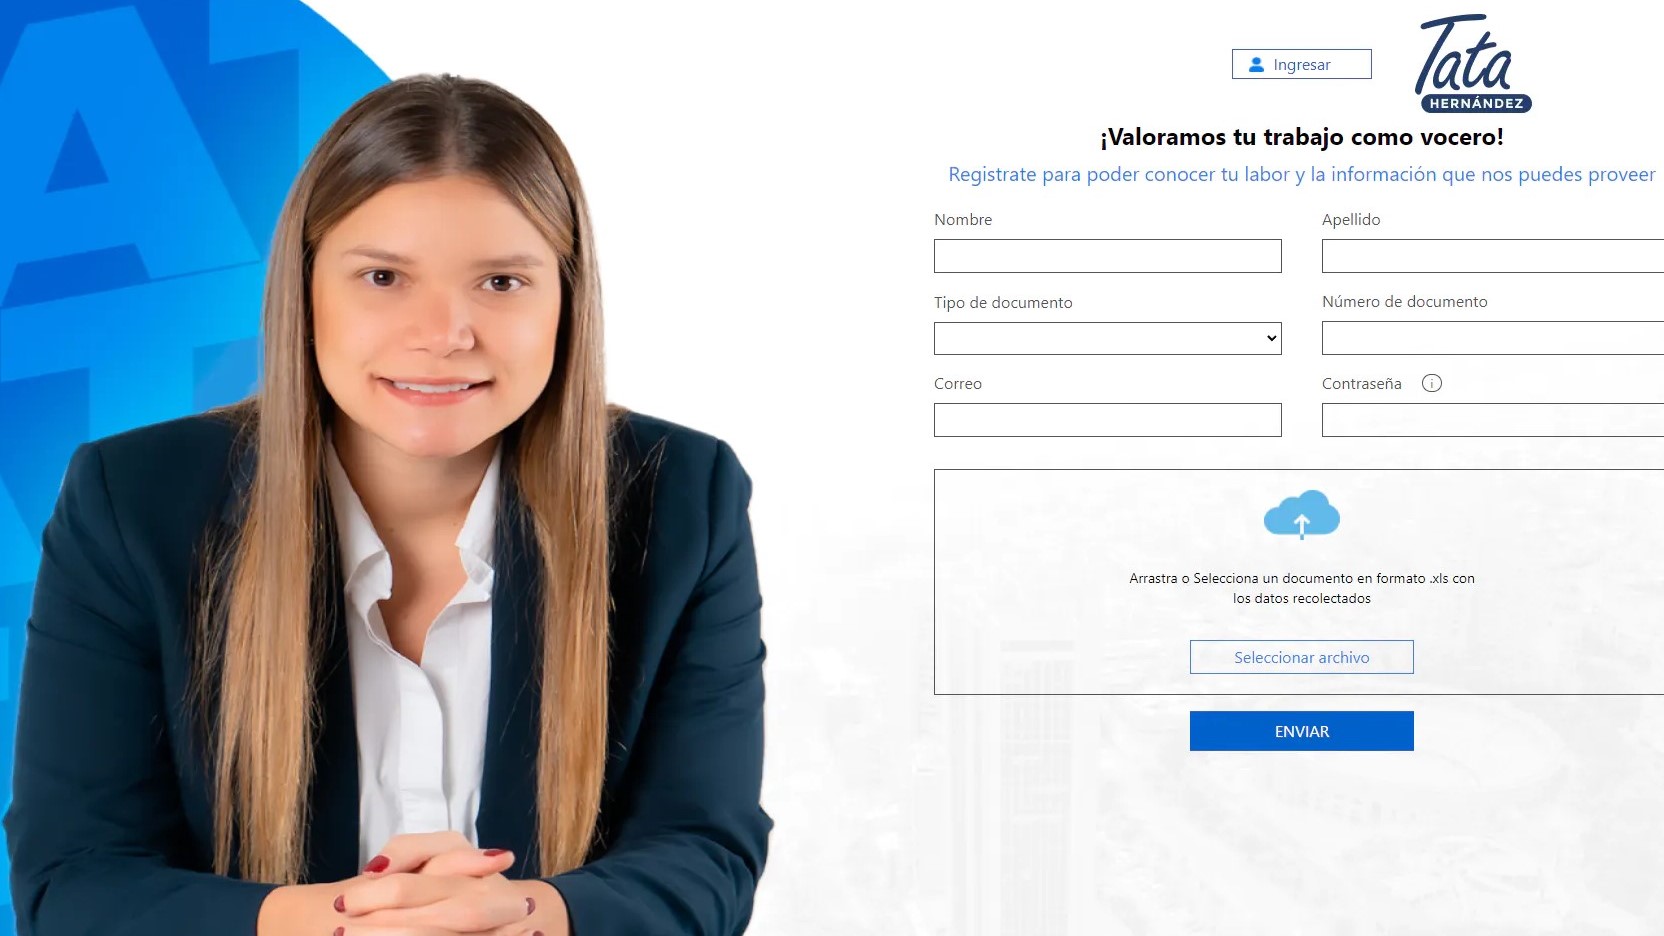 Ingresar
Tata
HERNÁNDEZ
¡Valoramos tu trabajo como vocero!
Registrate para poder conocer tu labor y la información que nos puedes proveer
Nombre
Apellido
Tipo de documento
Número de documento
Correo
Contraseña
Arrastra o Selecciona un documento en formato .xls con
los datos recolectados
Seleccionar archivo
ENVIAR